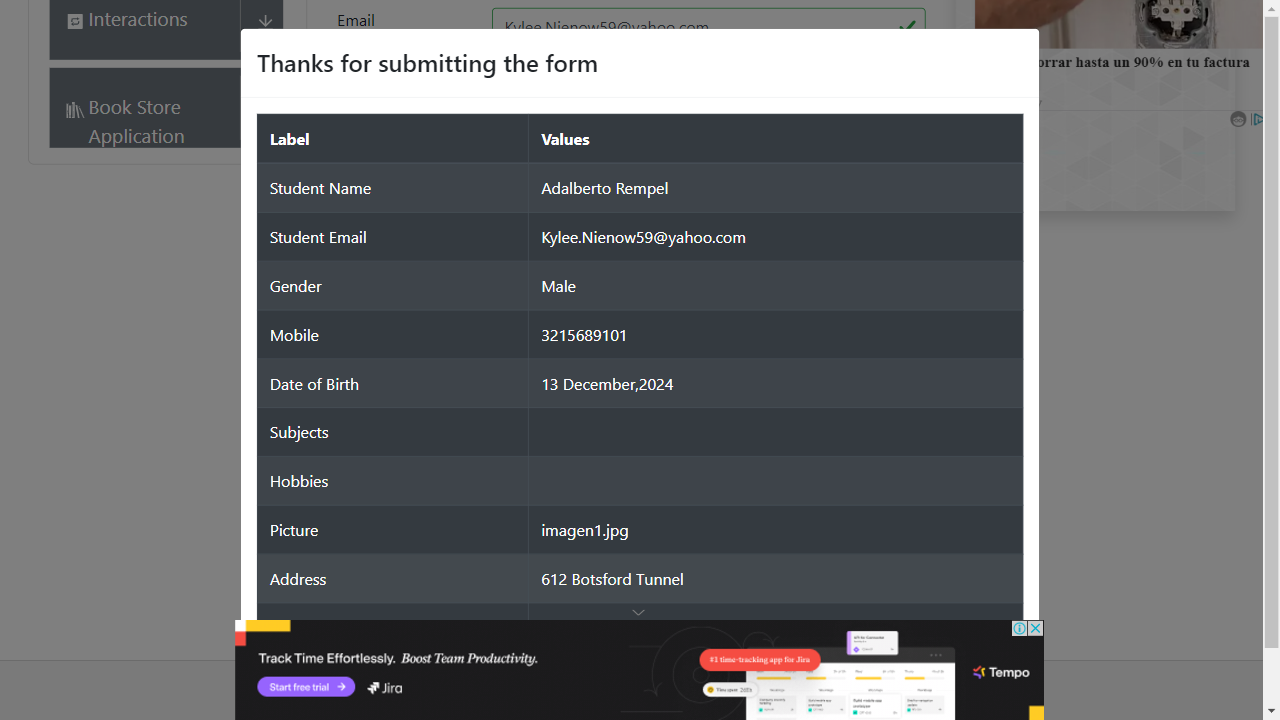 Interactions
Email
Kylee.Nienow59@yahoo.com
Thanks for submitting the form
orrar hasta un 90% en tu factura
Book Store
Application
Label Values
Student Name Adalberto Rempel
Student Email Kylee.Nienow59@yahoo.com
Gender Male
Mobile 3215689101
Date of Birth 13 December,2024
Subjects
Hobbies
Picture imagen1.jpg
Address 612 Botsford Tunnel
Track Time Effortlessly. Boost Team Productivity.
#1 time-tracking app for Jira
Start free trial
Jira
Tempo